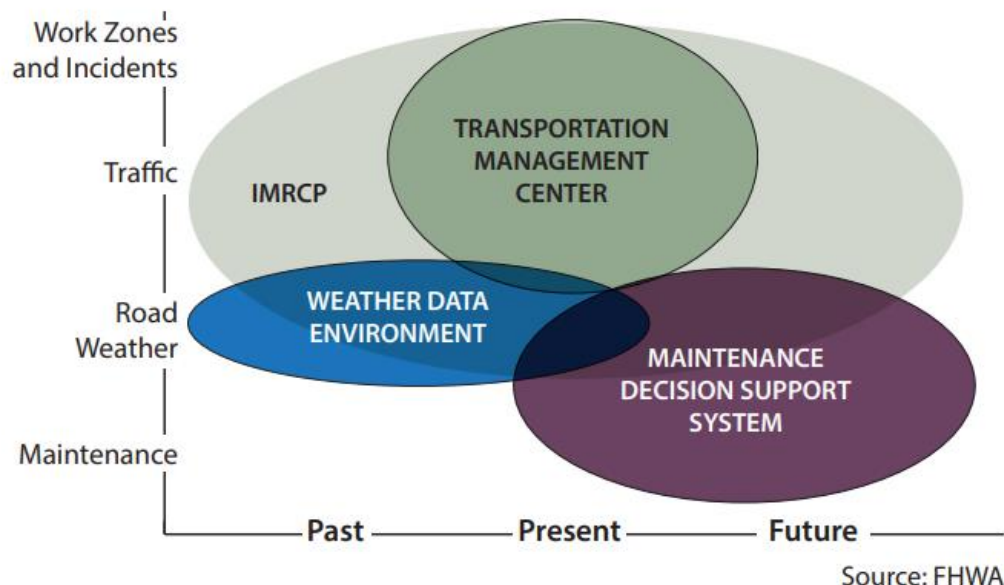 Work Zones
and Incidents
Traffic
Road
Weather
Maintenance
IMRCP
TRANSPORTATION
MANAGEMENT
CENTER
WEATHER DATA
ENVIRONMENT
MAINTENANCE
DECISION SUPPORT
SYSTEM
Past Present Future
Source: FHWA